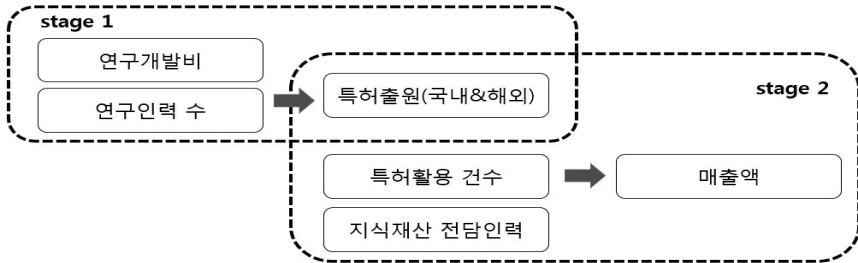 stage 1
연구개발비
연구인력 수
특허출원(국내&해외)
stage 2
특허활용 건수
매출액
지식재산 전담인력